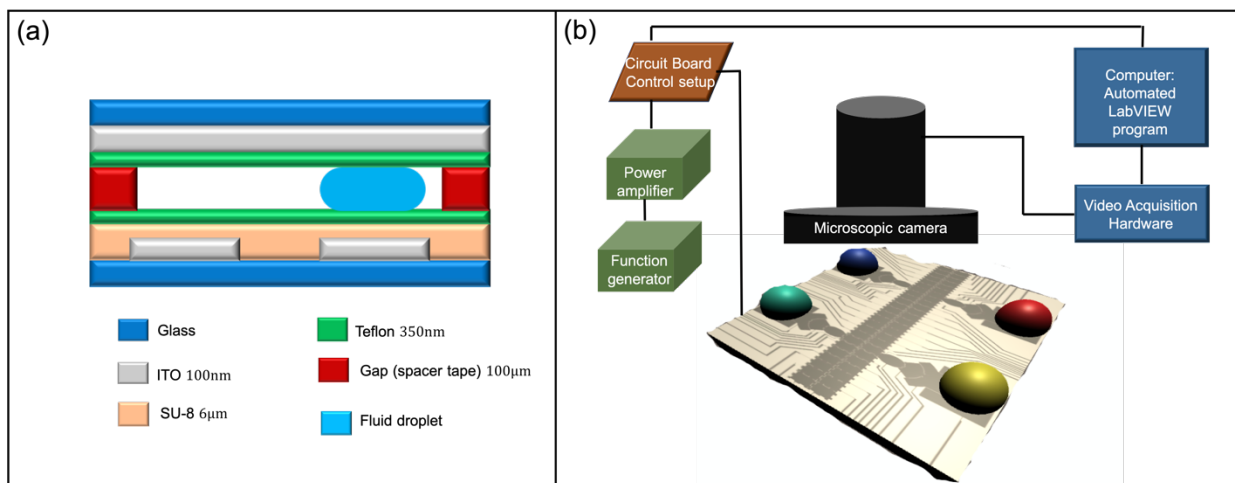 (a)
Glass
ITO 100nm
SU-8 6μm
Teflon 350nm
Gap (spacer tape) 100μm
Fluid droplet
(b)
Circuit Board
Control setup
Power
amplifier
Function
generator
Microscopic camera
Computer:
Automated
LabVIEW
program
Video Acquisition
Hardware